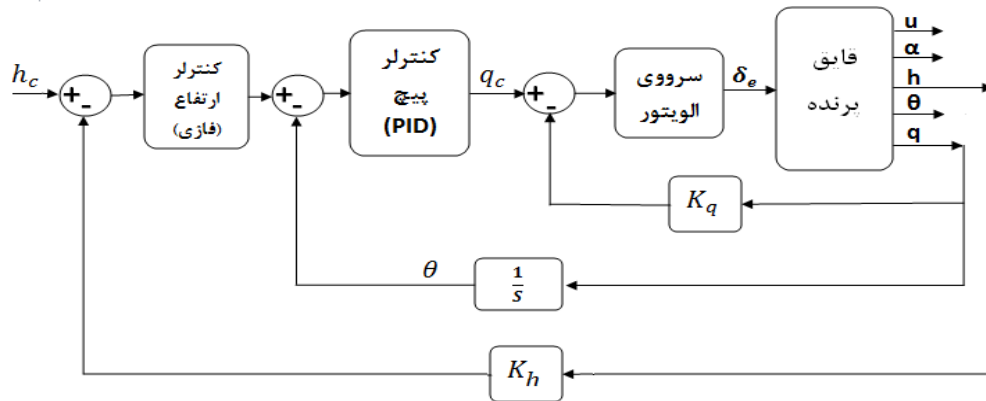 h_c
+
-
کنترلر
ارتفاع
(فازی)
+
-
کنترلر
پیچ
(PID)
q_c
+
-
سرووی
الویتور
δ_e
قایق
پرنده
u
α
h
θ
q
K_q
θ
1/s
K_h